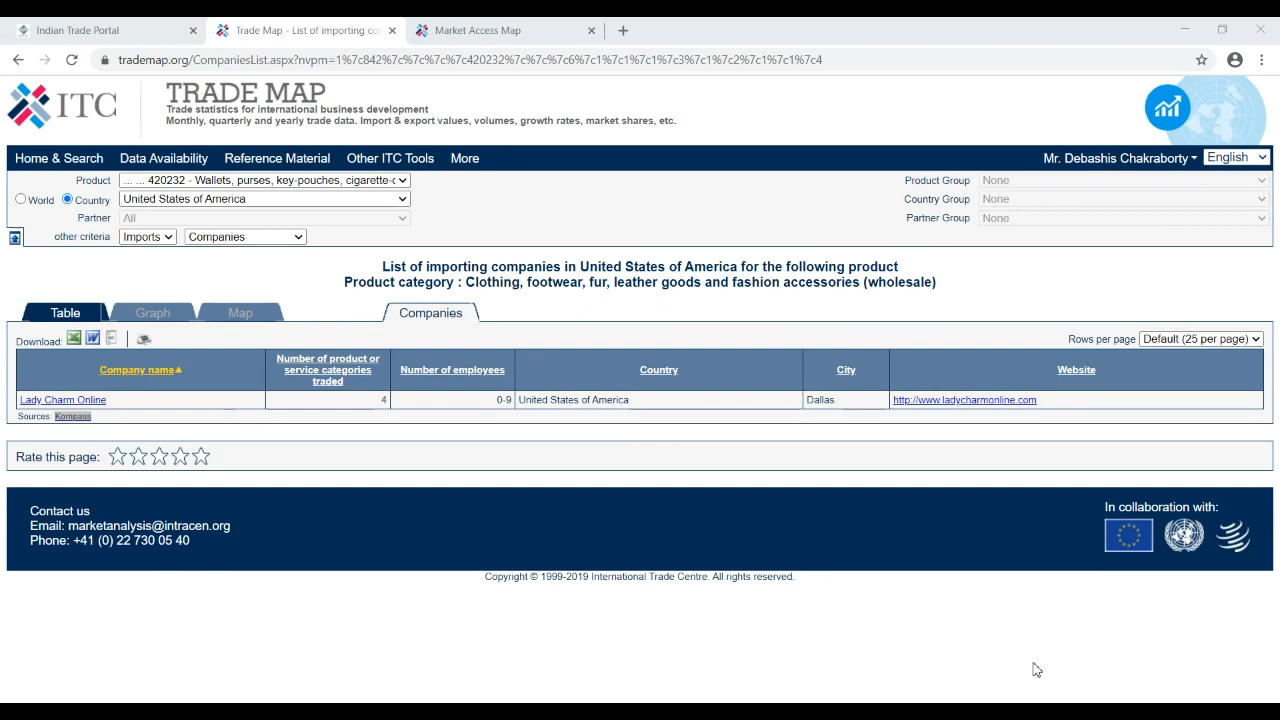 Indian Trade Portal
Trade Map - List of importing co
Market Access Map
trademap.org/CompaniesList.aspx?nvpm=1%7c842%7c%7c%7c%7c420232%7c%7c%7c6%7c1%7c1%7c1%7c3%7c1%7c2%7c1%7c1%7c4
ITC
TRADE MAP
Trade statistics for international business development
Monthly, quarterly and yearly trade data. Import & export values, volumes, growth rates, market shares, etc.
Home & Search Data Availability Reference Material Other ITC Tools More Mr. Debashis Chakraborty English
Product ... ... 420232 - Wallets, purses, key-pouches, cigarette-c Product Group None
World Country United States of America Country Group None
Partner All Partner Group None
other criteria Imports Companies
List of importing companies in United States of America for the following product
Product category : Clothing, footwear, fur, leather goods and fashion accessories (wholesale)
Table Graph Map Companies
Download: Rows per page Default (25 per page)
Company name Number of product or service categories traded Number of employees Country City Website
Lady Charm Online 4 0-9 United States of America Dallas http://www.ladycharmonline.com
Sources: Kompass
Rate this page:
Contact us
Email: marketanalysis@intracen.org
Phone: +41 (0) 22 730 05 40
In collaboration with:
Copyright © 1999-2019 International Trade Centre. All rights reserved.